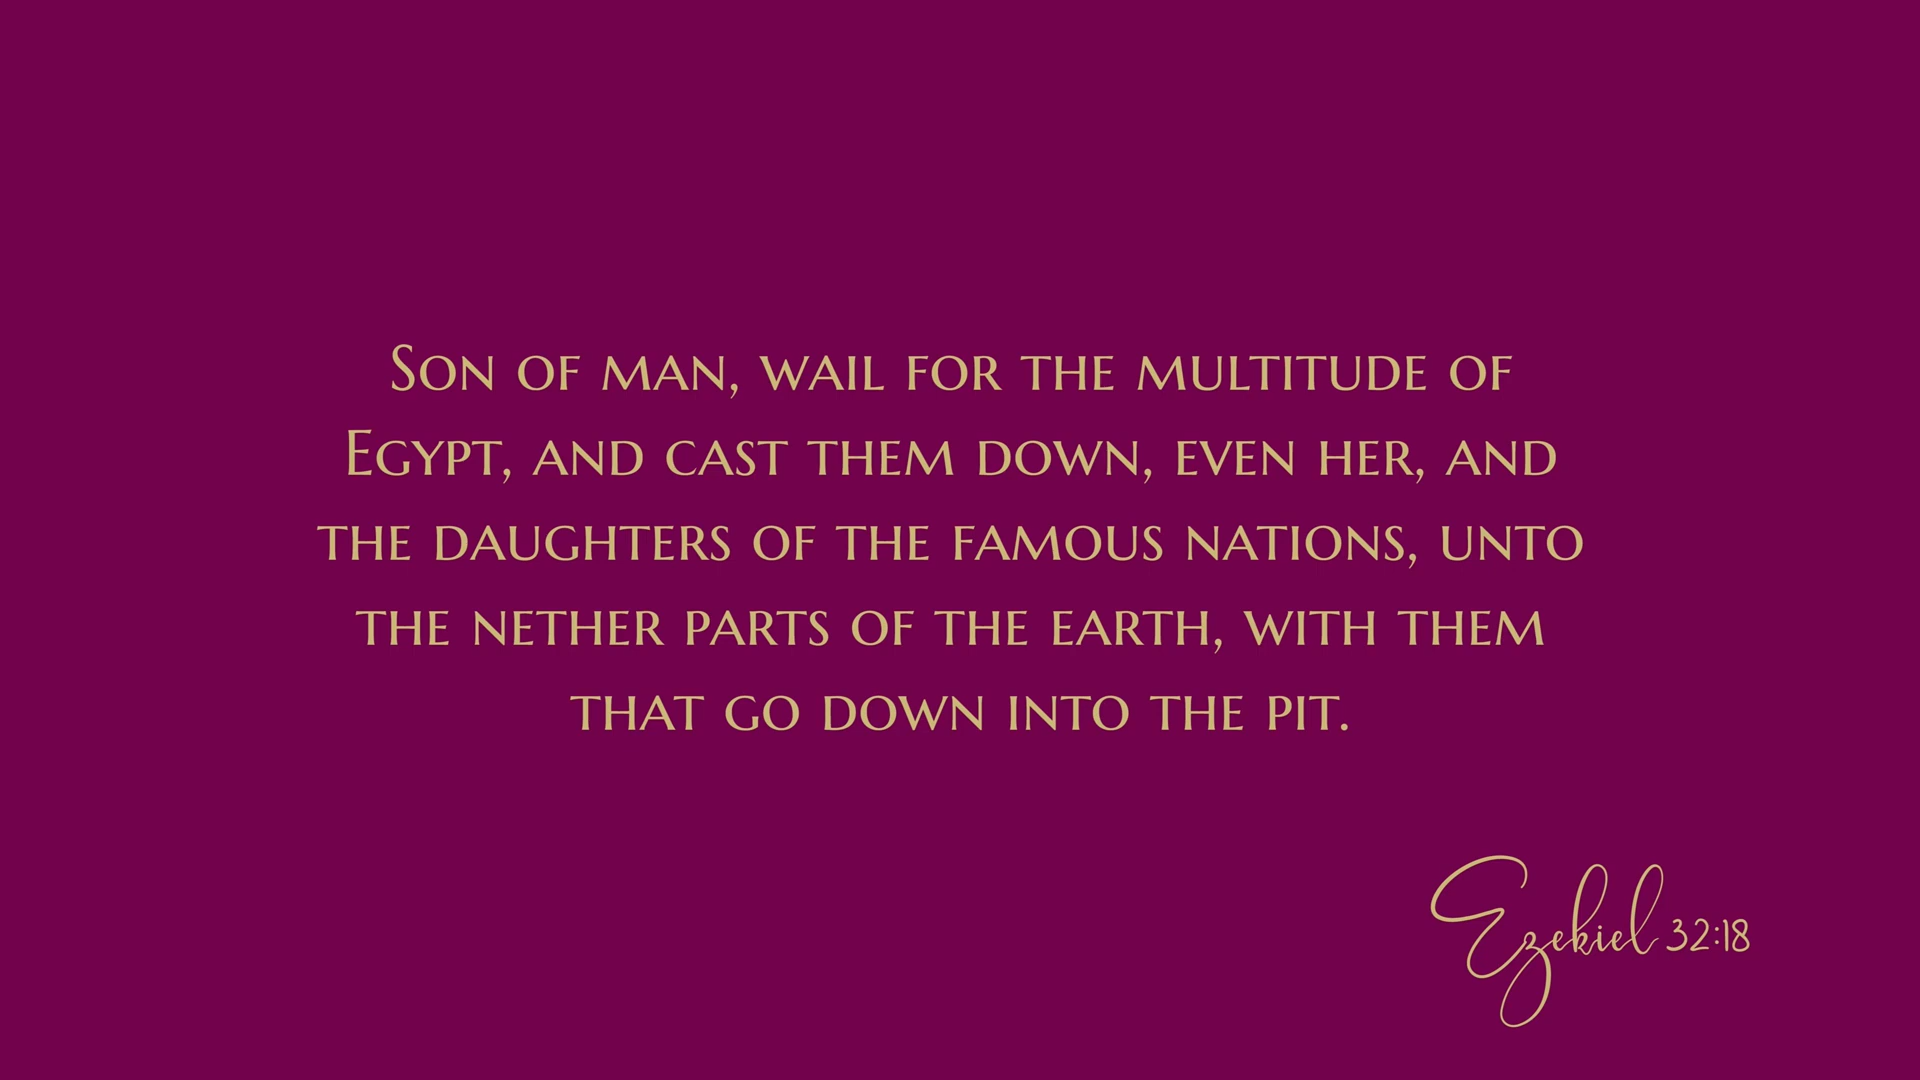 Son of man, wail for the multitude of
Egypt, and cast them down, even her, and
the daughters of the famous nations, unto
the nether parts of the earth, with them
that go down into the pit.
Ezekiel 32:18